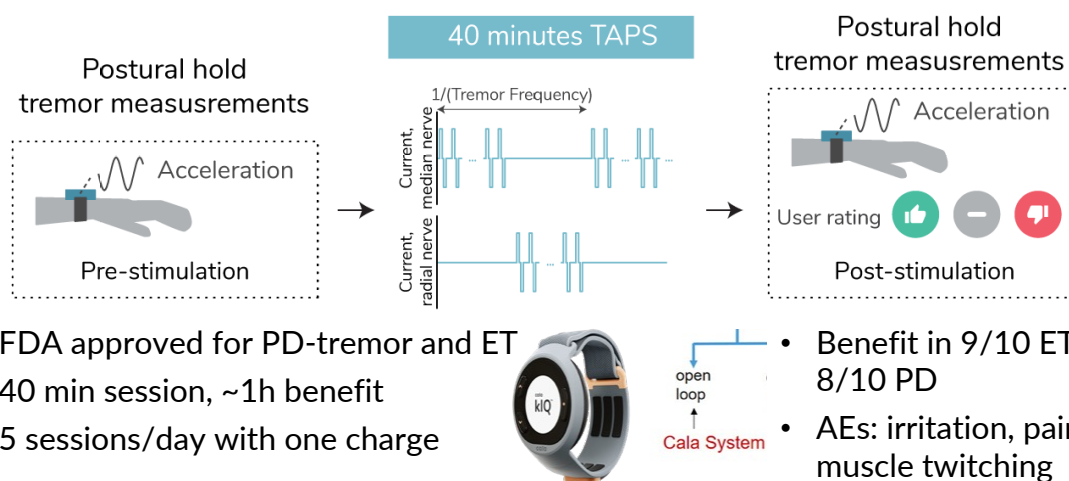 40 minutes TAPS
Postural hold
tremor measusrements
Acceleration
Pre-stimulation
1/(Tremor Frequency)
Current,
median nerve
...
...
...
Current,
radial nerve
...
Postural hold
tremor measurements
Acceleration
User rating
Post-stimulation
FDA approved for PD-tremor and ET
40 min session, ~1h benefit
5 sessions/day with one charge
kIQ
open
loop
Cala System
• Benefit in 9/10 ET
8/10 PD
• AEs: irritation, pain
muscle twitching